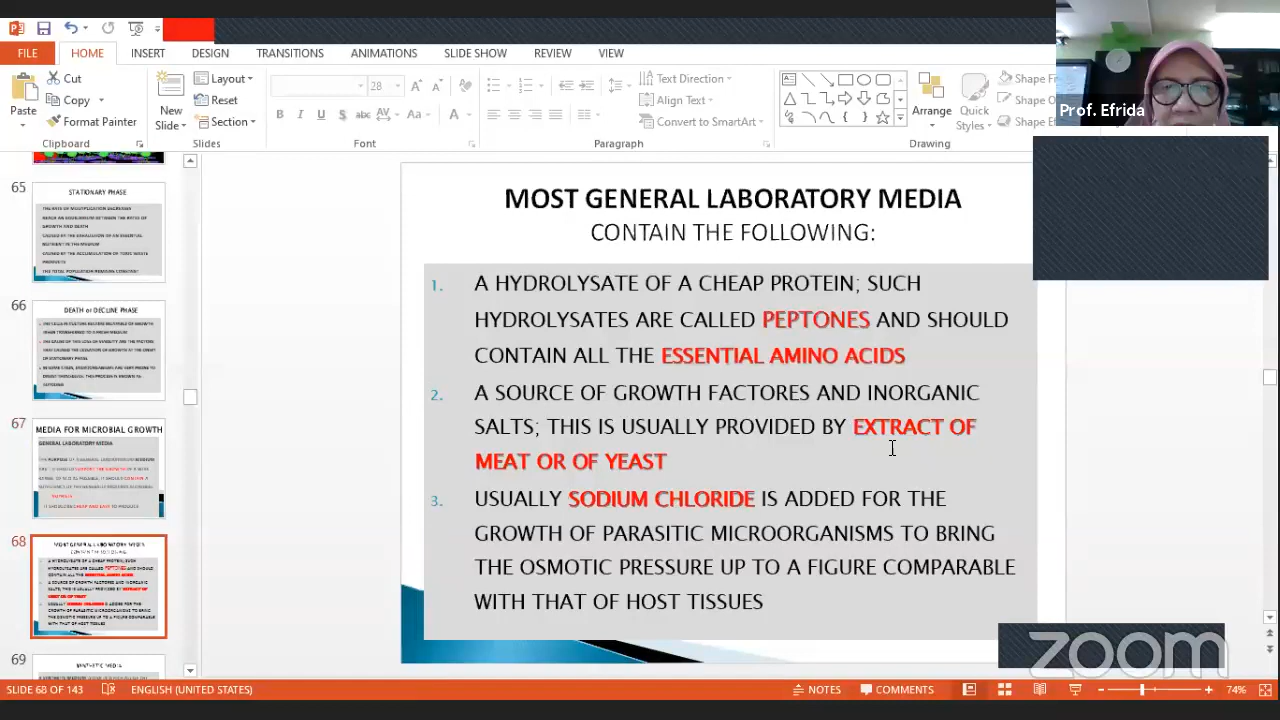 FILE HOME INSERT DESIGN TRANSITIONS ANIMATIONS SLIDE SHOW REVIEW VIEW
Paste Cut Copy Format Painter
Clipboard
New Slide Layout Reset Section
Slides
28
Font
Text Direction Align Text Convert to SmartArt
Paragraph
Arrange Quick Styles Shape
Drawing
Prof. Efrida
65
STATIONARY PHASE
66
DEATH or DECLINE PHASE
67
MEDIA FOR MICROBIAL GROWTH
GENERAL LABORATORY MEDIA
68
69
SYNTHETIC MEDIA
MOST GENERAL LABORATORY MEDIA
CONTAIN THE FOLLOWING:
1. A HYDROLYSATE OF A CHEAP PROTEIN; SUCH
HYDROLYSATES ARE CALLED PEPTONES AND SHOULD
CONTAIN ALL THE ESSENTIAL AMINO ACIDS
2. A SOURCE OF GROWTH FACTORES AND INORGANIC
SALTS; THIS IS USUALLY PROVIDED BY EXTRACT OF
MEAT OR OF YEAST
3. USUALLY SODIUM CHLORIDE IS ADDED FOR THE
GROWTH OF PARASITIC MICROORGANISMS TO BRING
THE OSMOTIC PRESSURE UP TO A FIGURE COMPARABLE
WITH THAT OF HOST TISSUES
zoom
SLIDE 68 OF 143 ENGLISH (UNITED STATES) NOTES COMMENTS 74%